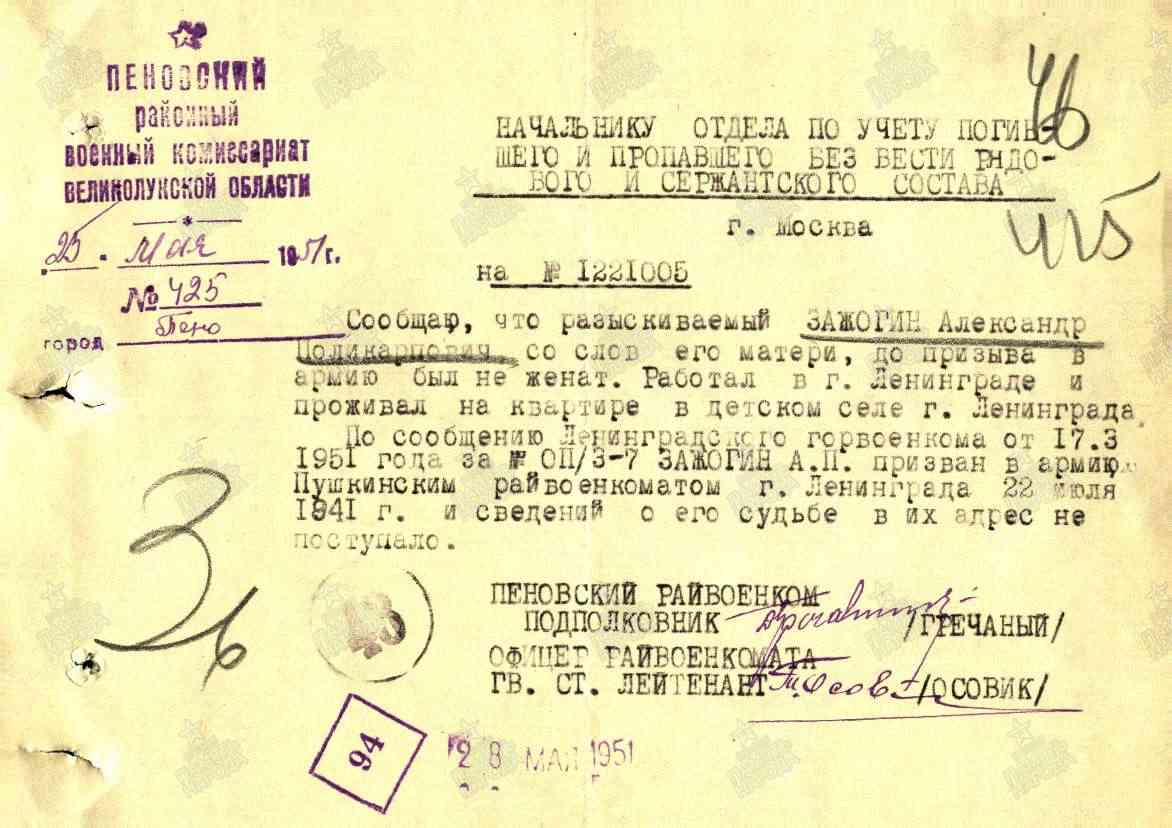 ПЕНОВСКИЙ
районный
военный комиссариат
ВЕЛИКОЛУКСКОЙ ОБЛАСТИ
25 . Мая 1951 г.
№ 425
город Пено
46
415
НАЧАЛЬНИКУ ОТДЕЛА ПО УЧЕТУ ПОГИБ-
ШЕГО И ПРОПАВШЕГО БЕЗ ВЕСТИ РЯДО-
ВОГО И СЕРЖАНТСКОГО СОСТАВА
г. Москва
на № 1221005
Сообщаю, что разыскиваемый ЗАЖОГИН Александр
Поликарпович со слов его матери, до призыва в
армию был не женат. Работал в г. Ленинграде и
проживал на квартире в детском селе г. Ленинграда
По сообщению Ленинградского горвоенкома от 17.3
1951 года за № ОП/3-7 ЗАЖОГИН А.П. призван в армию
Пушкинским райвоенкоматом г. Ленинграда 22 июля
1941 г. и сведений о его судьбе в их адрес не
поступало.
ПЕНОВСКИЙ РАЙВОЕНКОМ
ПОДПОЛКОВНИК /ГРЕЧАНЫЙ/
ОФИЦЕР РАЙВОЕНКОМАТА
ГВ. СТ. ЛЕЙТЕНАНТ /ОСОВИК/
94
28 МАЯ 1951